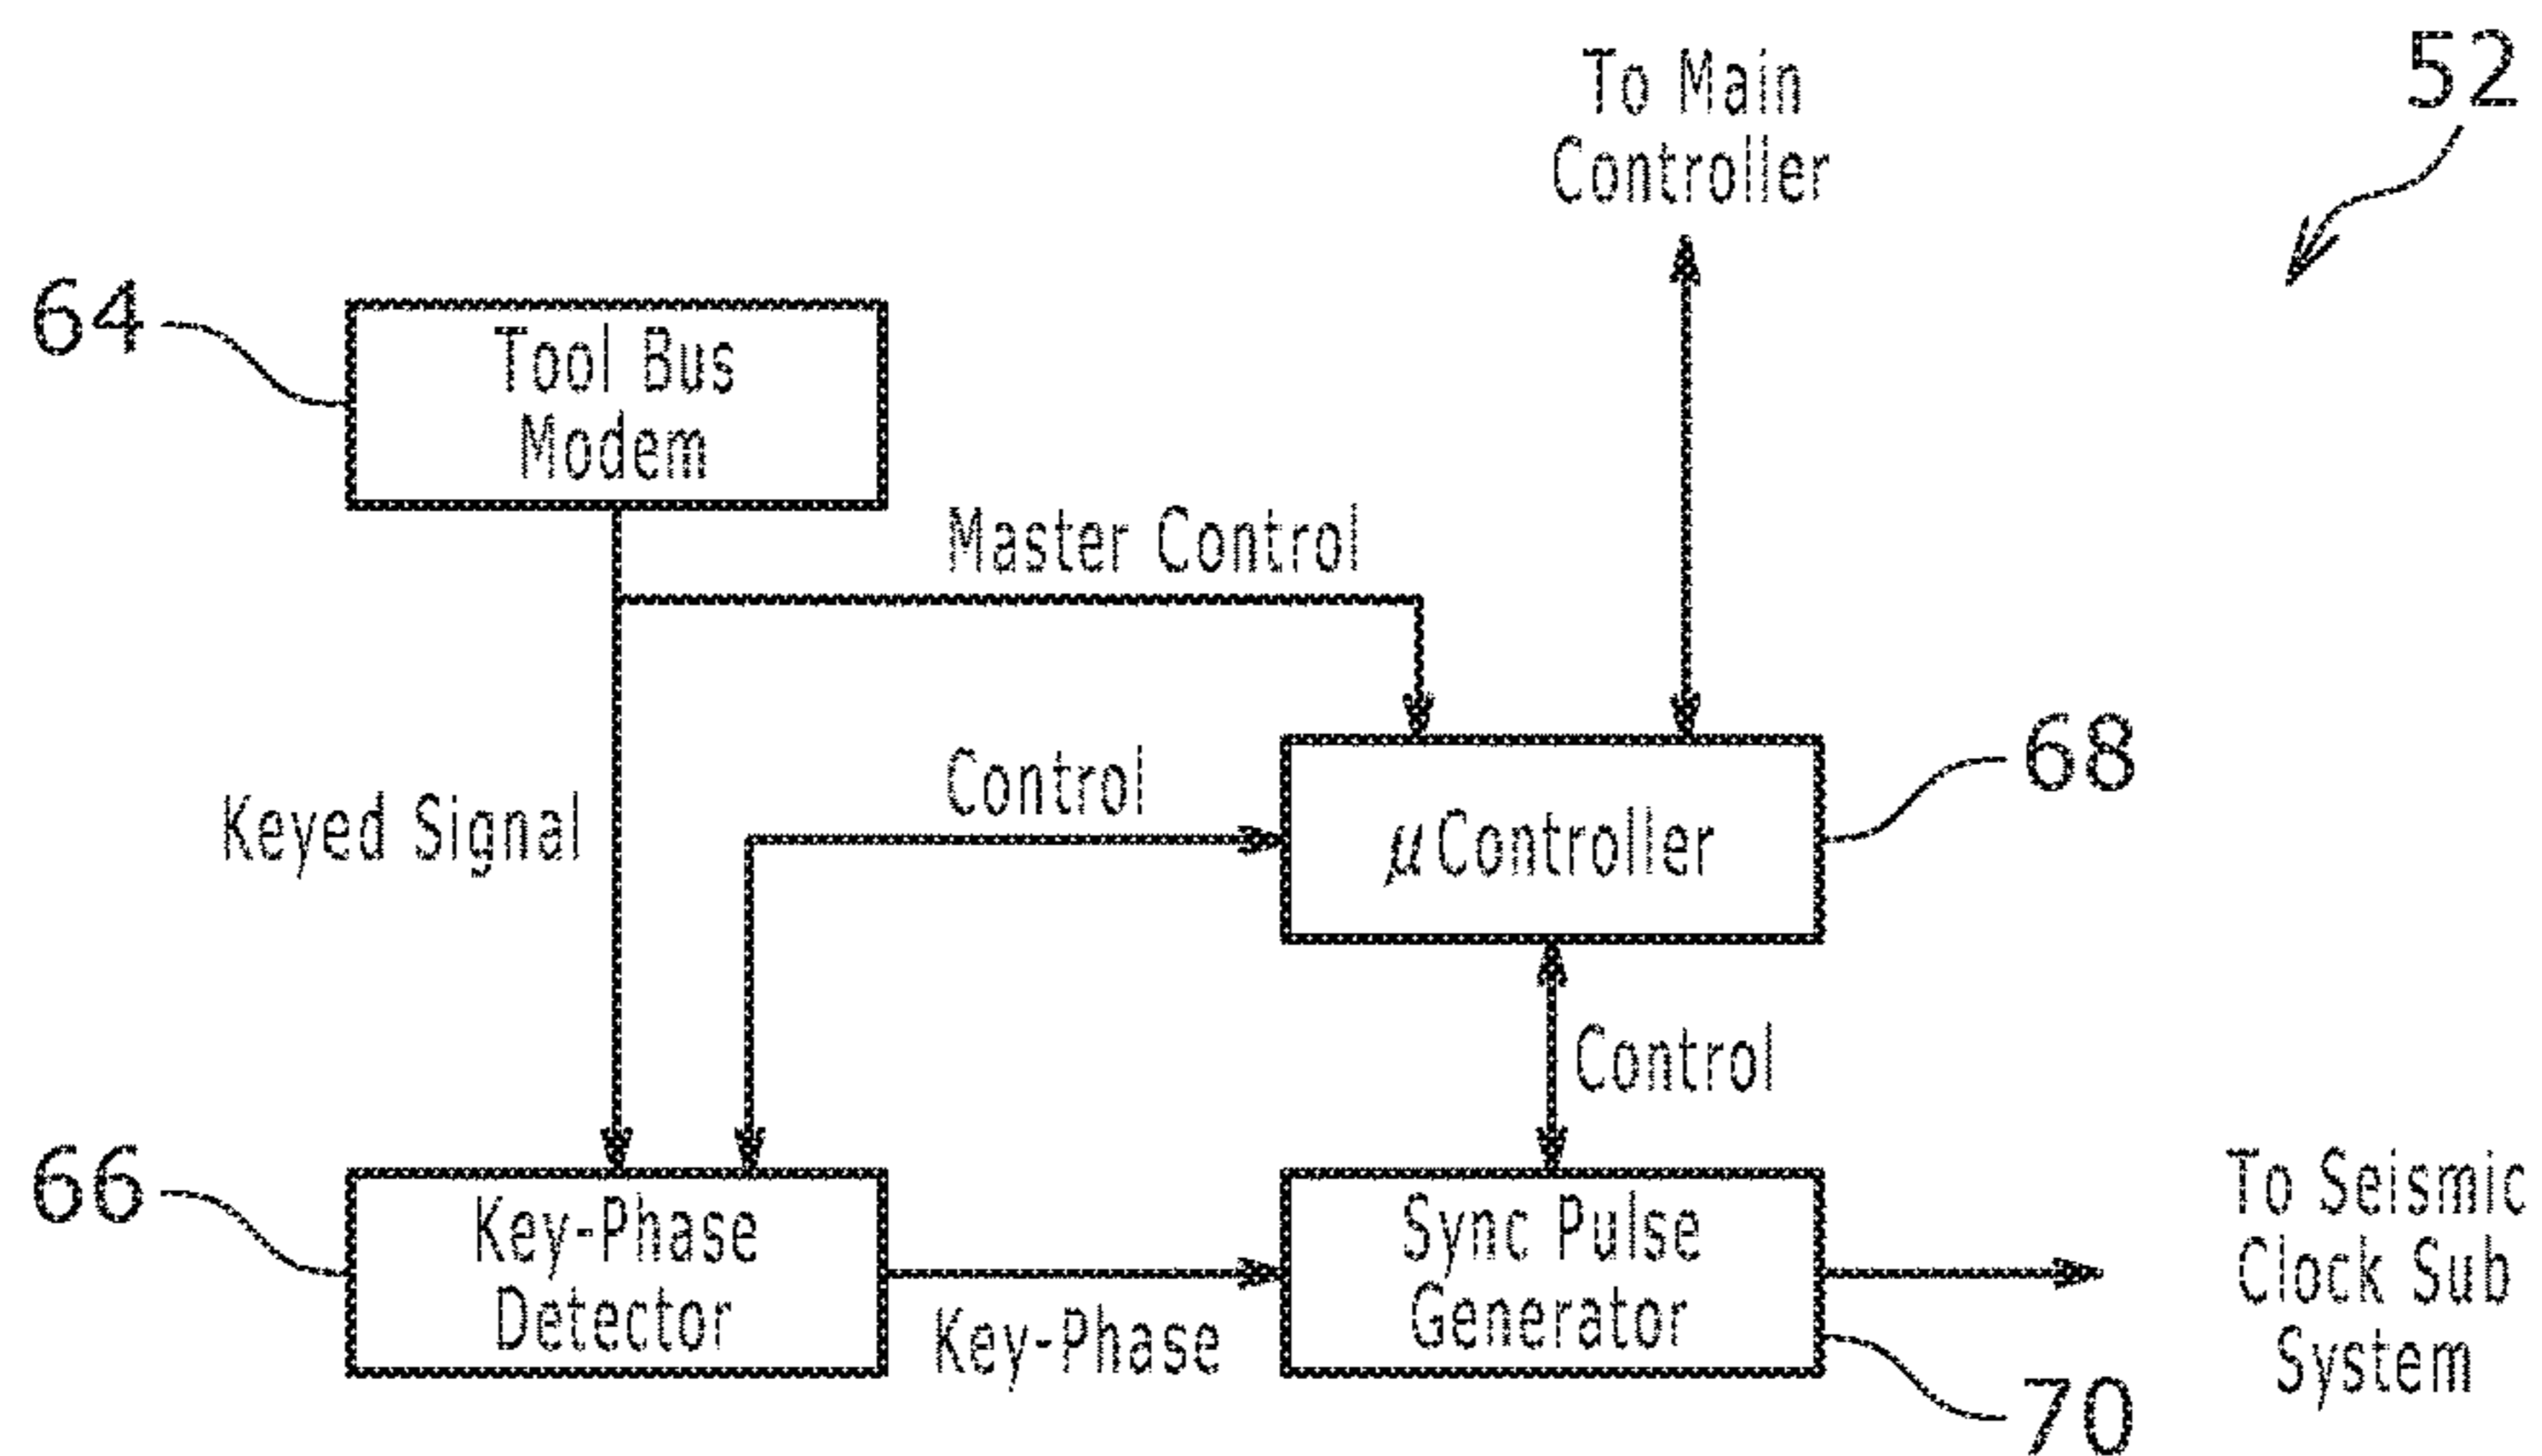 52
To Main
Controller
64
Tool Bus
Modem
Master Control
Keyed Signal
Control
68
μController
Control
66
Key-Phase
Detector
Key-Phase
Sync Pulse
Generator
70
To Seismic
Clock Sub
System